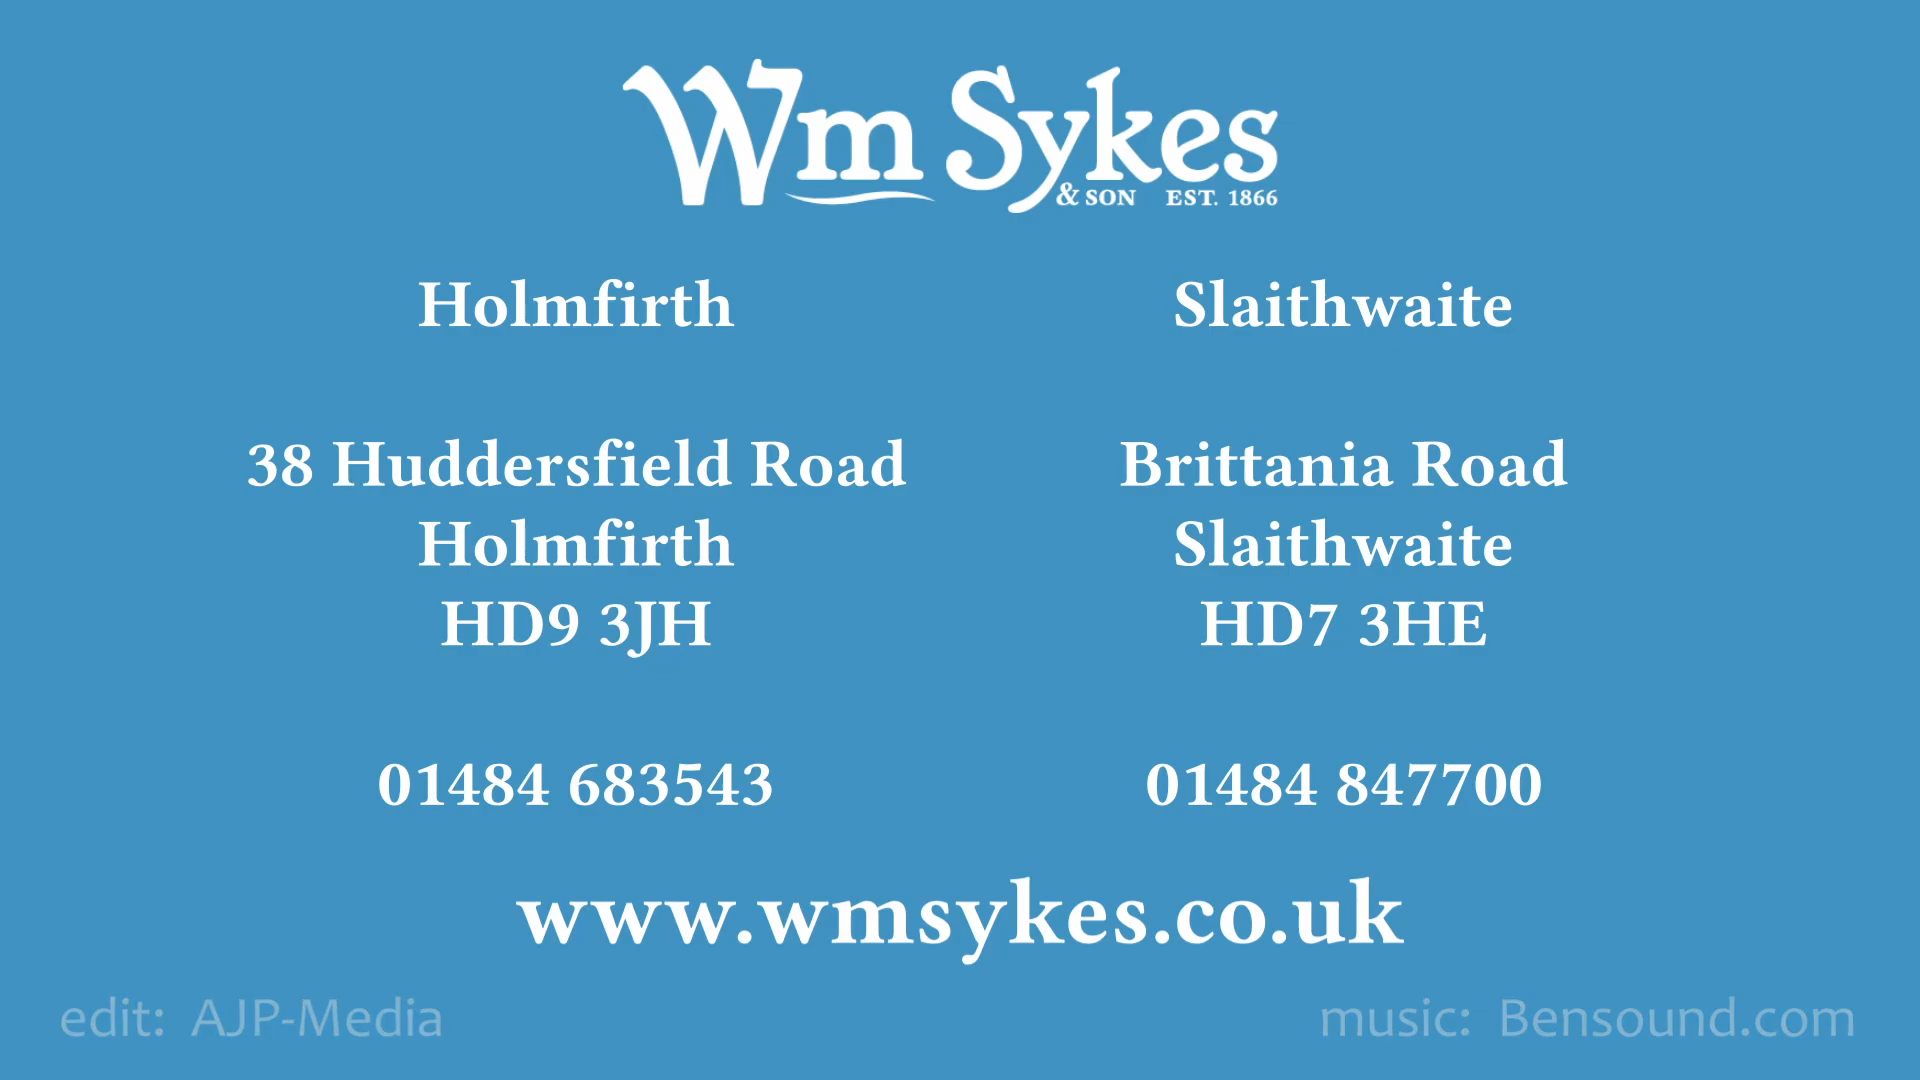 Wm Sykes
& SON EST. 1866
Holmfirth
38 Huddersfield Road
Holmfirth
HD9 3JH
01484 683543
Slaithwaite
Brittania Road
Slaithwaite
HD7 3HE
01484 847700
www.wmsykes.co.uk
edit: AJP-Media
music: Bensound.com